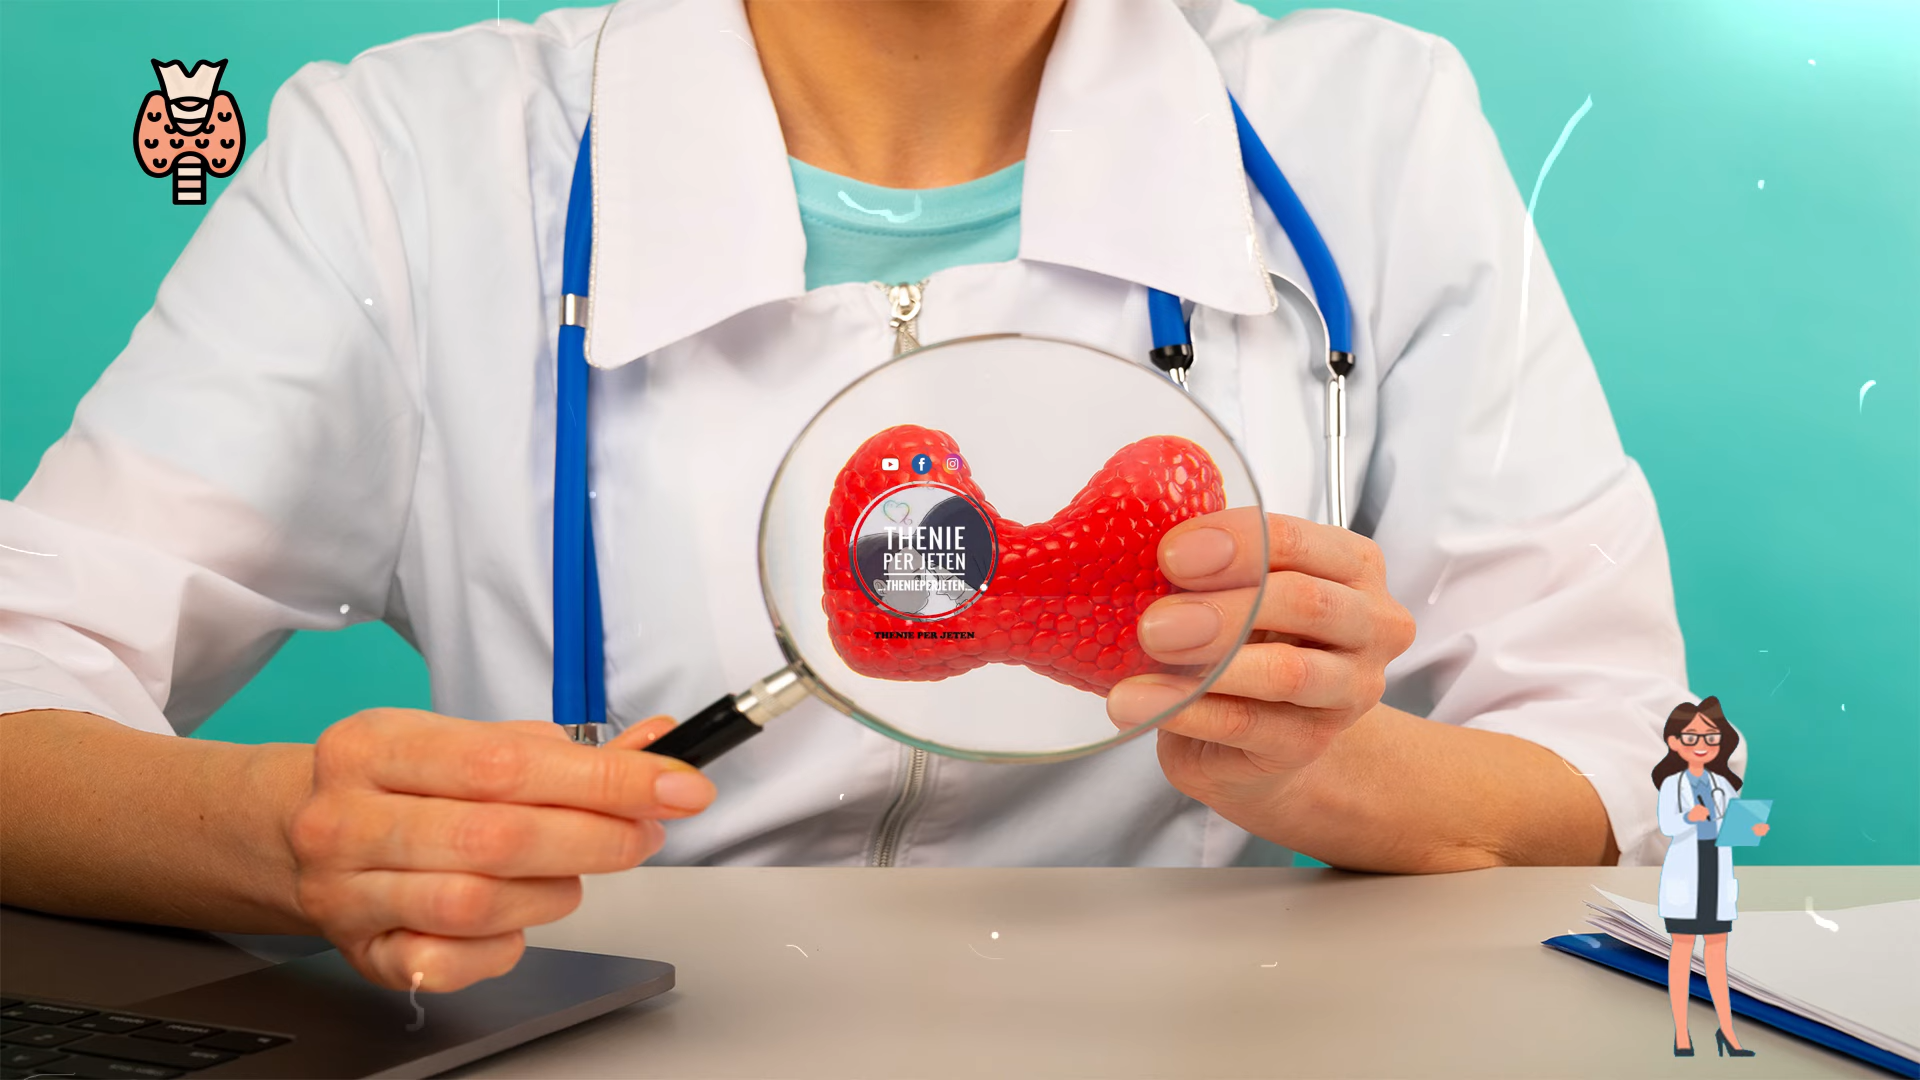 THENIE
PER JETEN
THENIEPERJETEN
THENIE PER JETEN